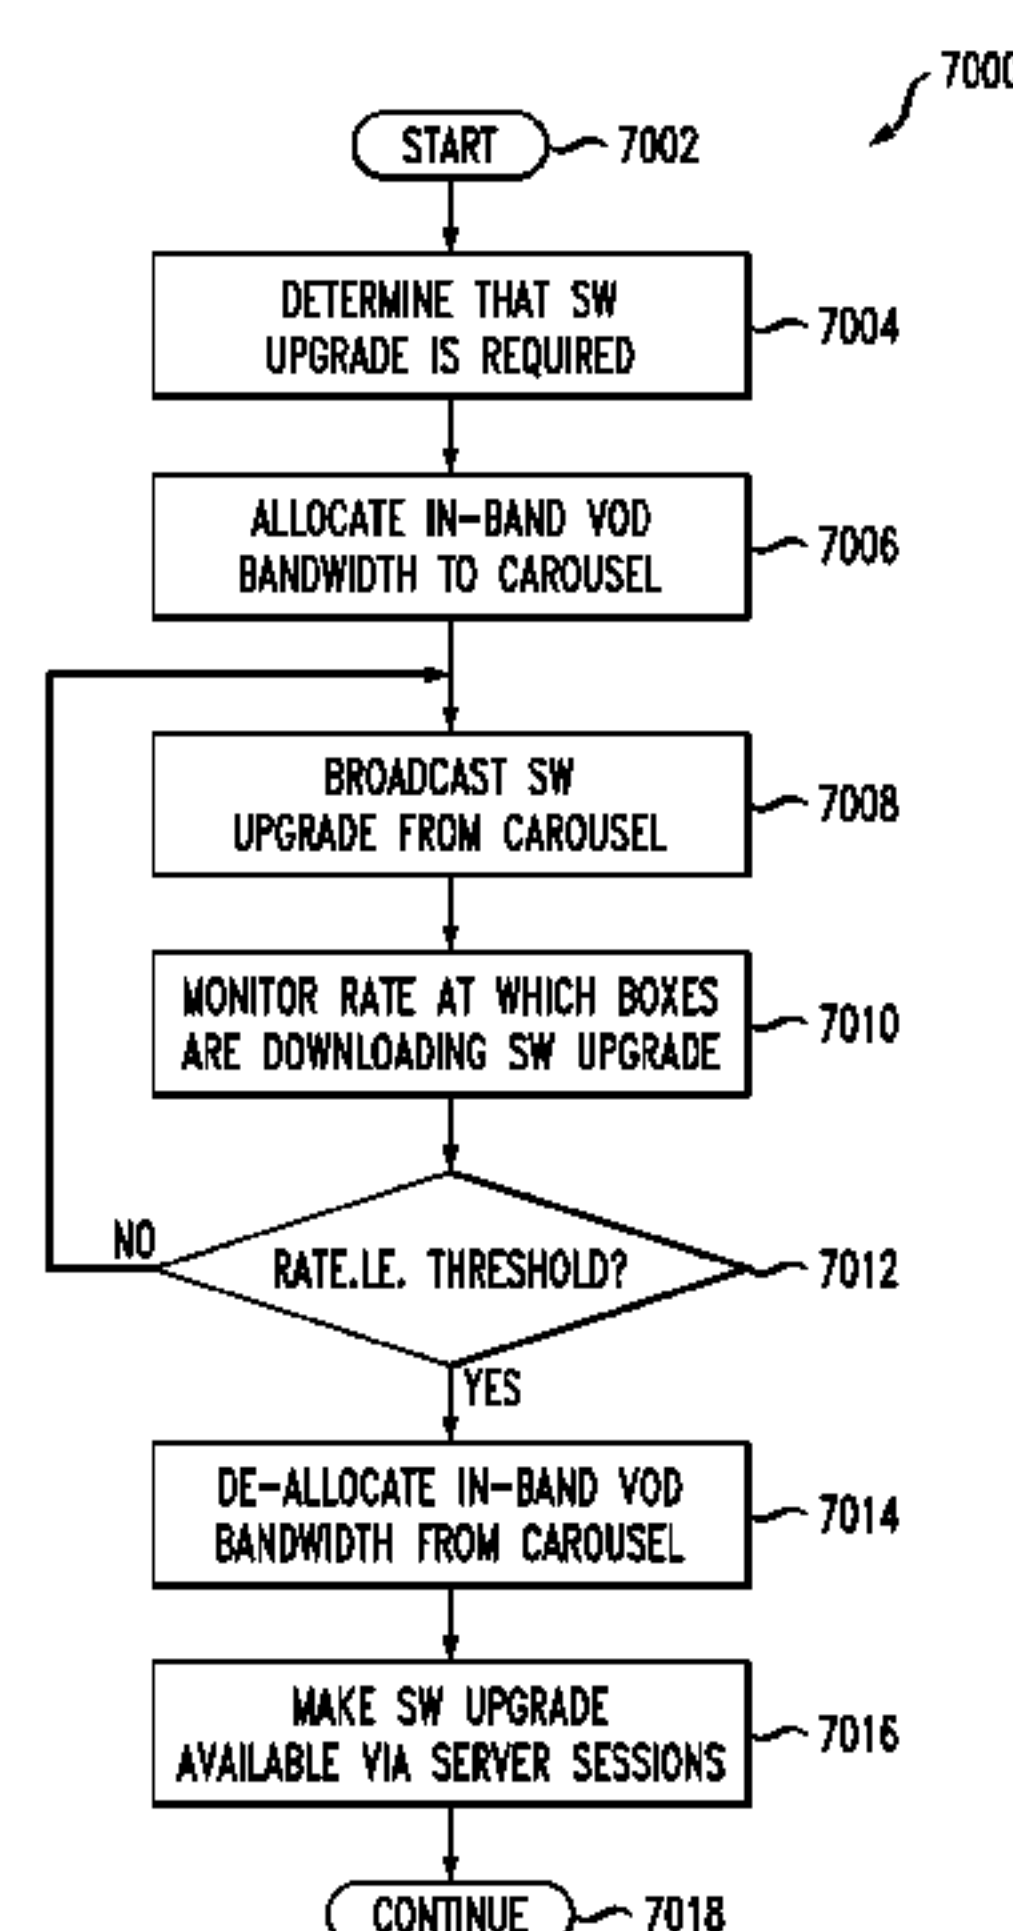 7000
START
7002
DETERMINE THAT SW
UPGRADE IS REQUIRED
7004
ALLOCATE IN-BAND VOD
BANDWIDTH TO CAROUSEL
7006
BROADCAST SW
UPGRADE FROM CAROUSEL
7008
MONITOR RATE AT WHICH BOXES
ARE DOWNLOADING SW UPGRADE
7010
NO
RATE.LE. THRESHOLD?
7012
YES
DE-ALLOCATE IN-BAND VOD
BANDWIDTH FROM CAROUSEL
7014
MAKE SW UPGRADE
AVAILABLE VIA SERVER SESSIONS
7016
CONTINUE
7018